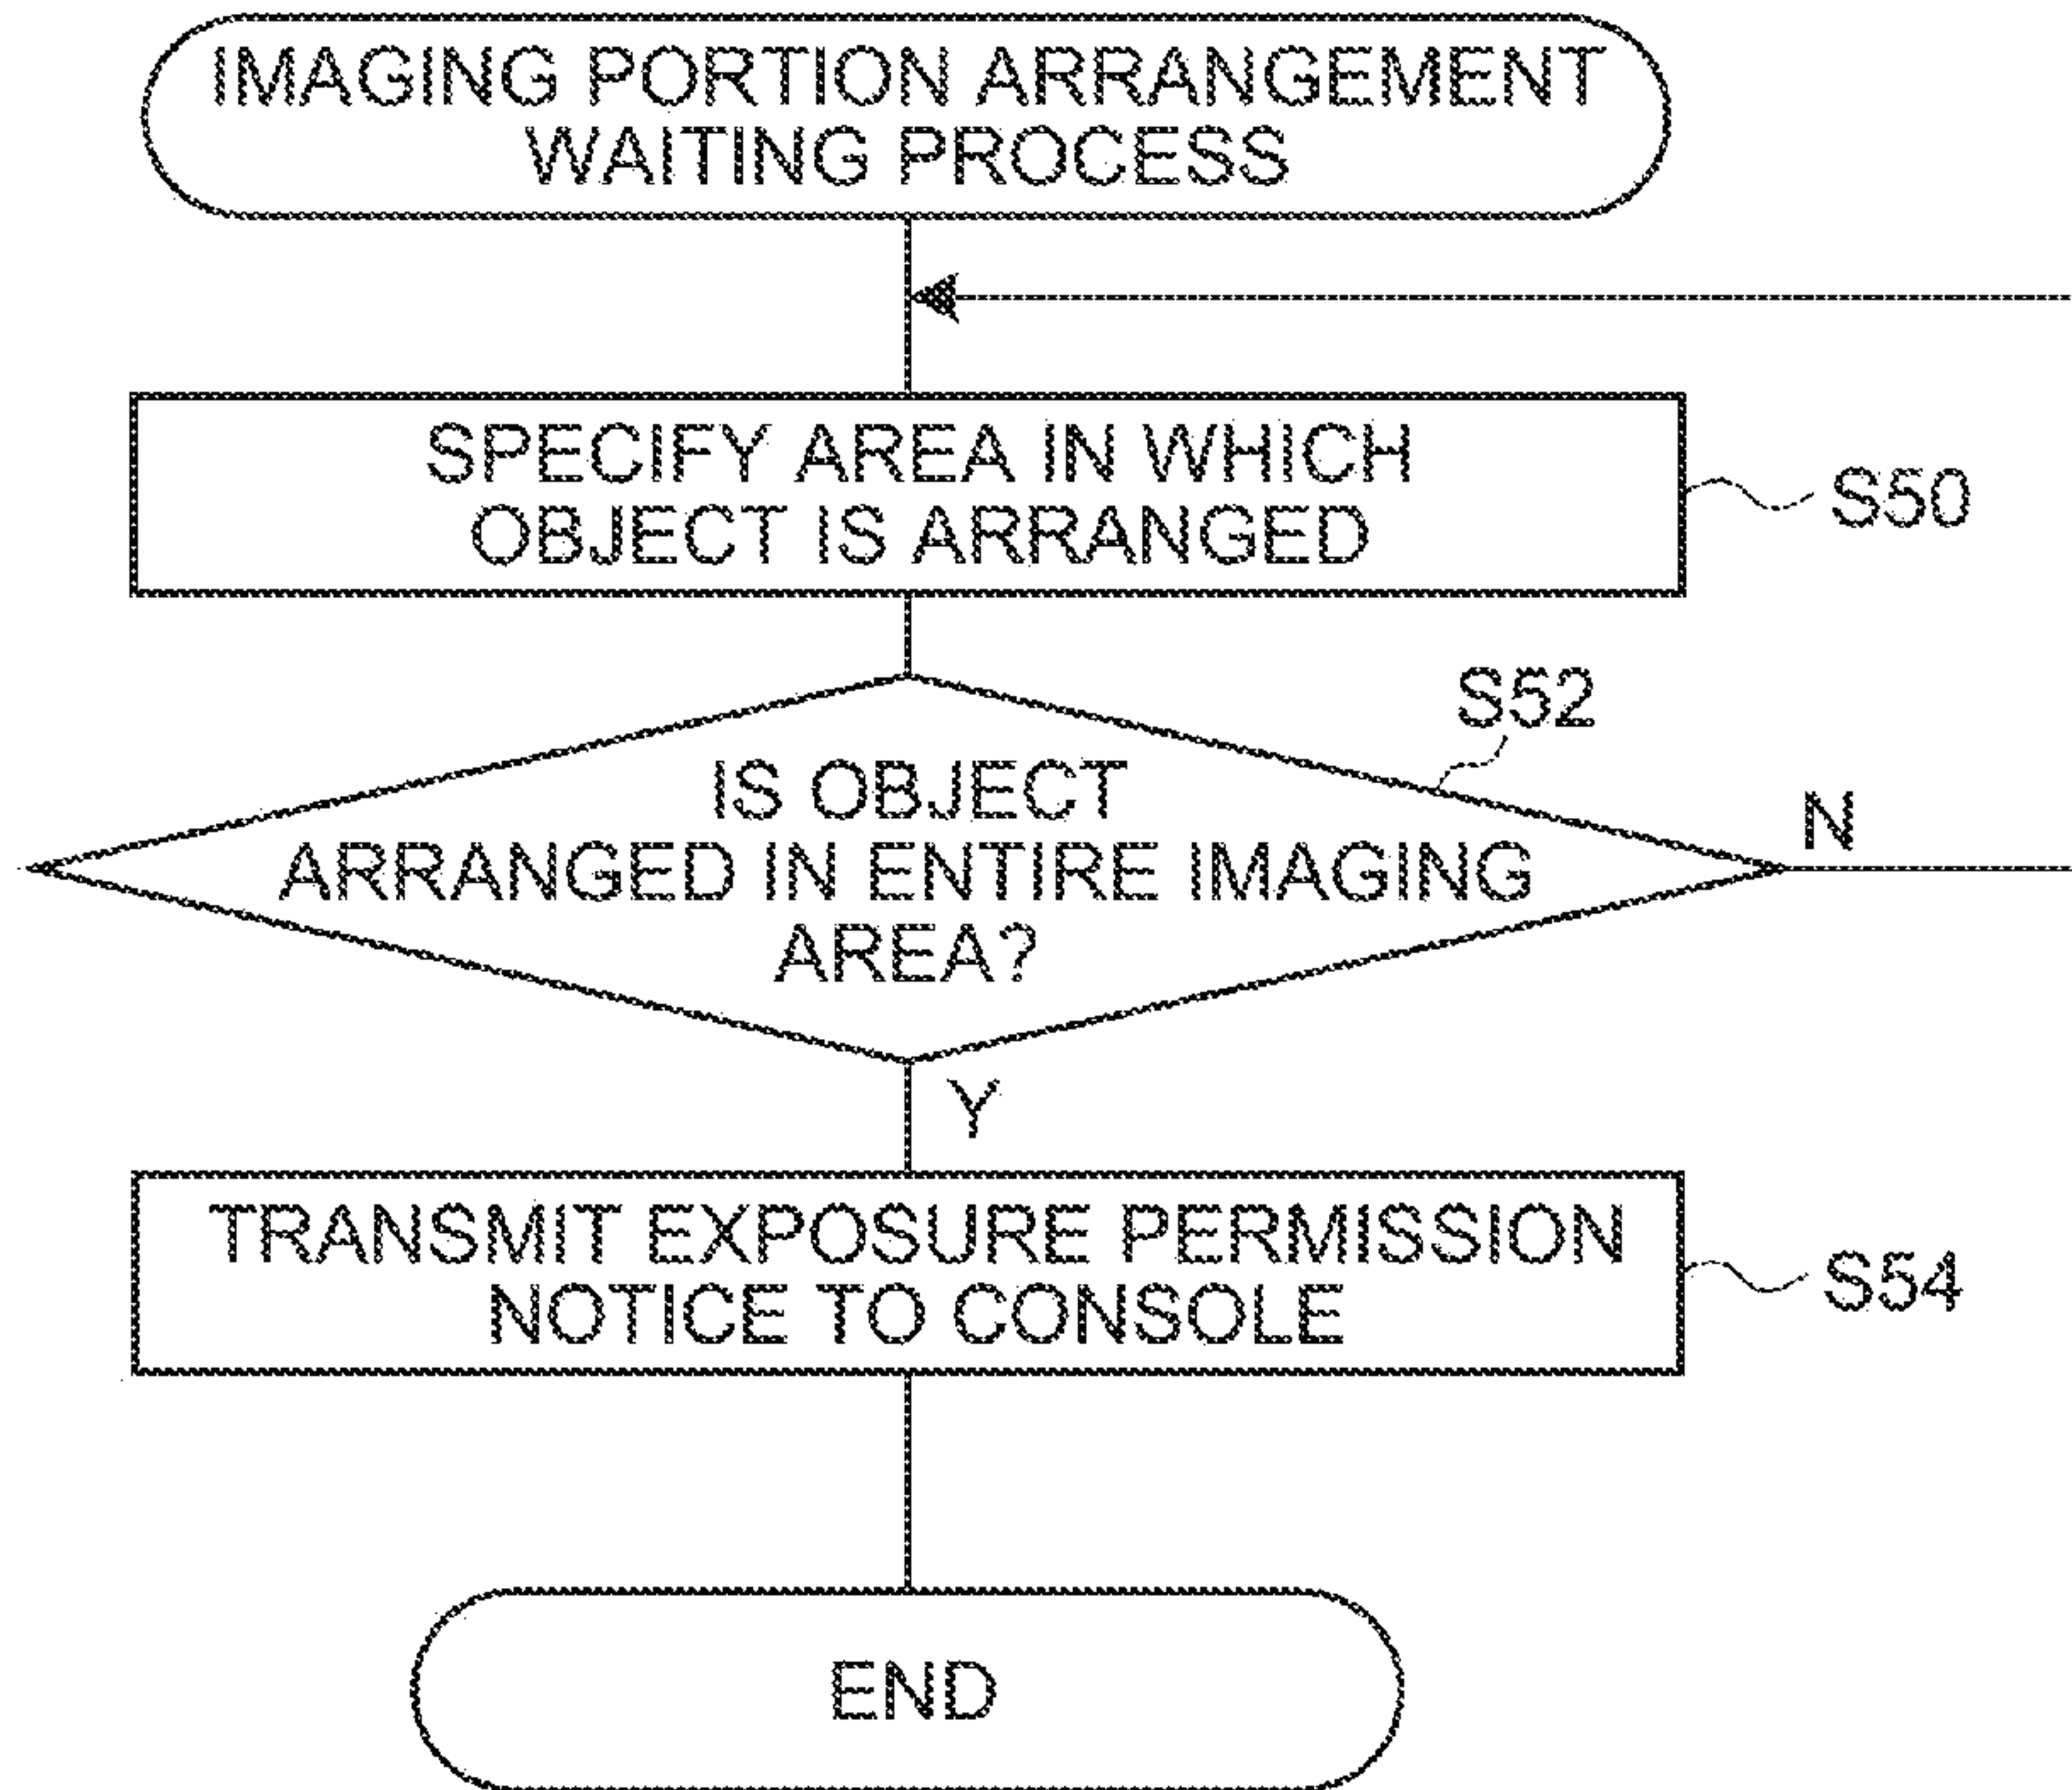 IMAGING PORTION ARRANGEMENT
WAITING PROCESS
SPECIFY AREA IN WHICH
OBJECT IS ARRANGED
S50
S52
IS OBJECT
ARRANGED IN ENTIRE IMAGING
AREA?
N
Y
TRANSMIT EXPOSURE PERMISSION
NOTICE TO CONSOLE
S54
END